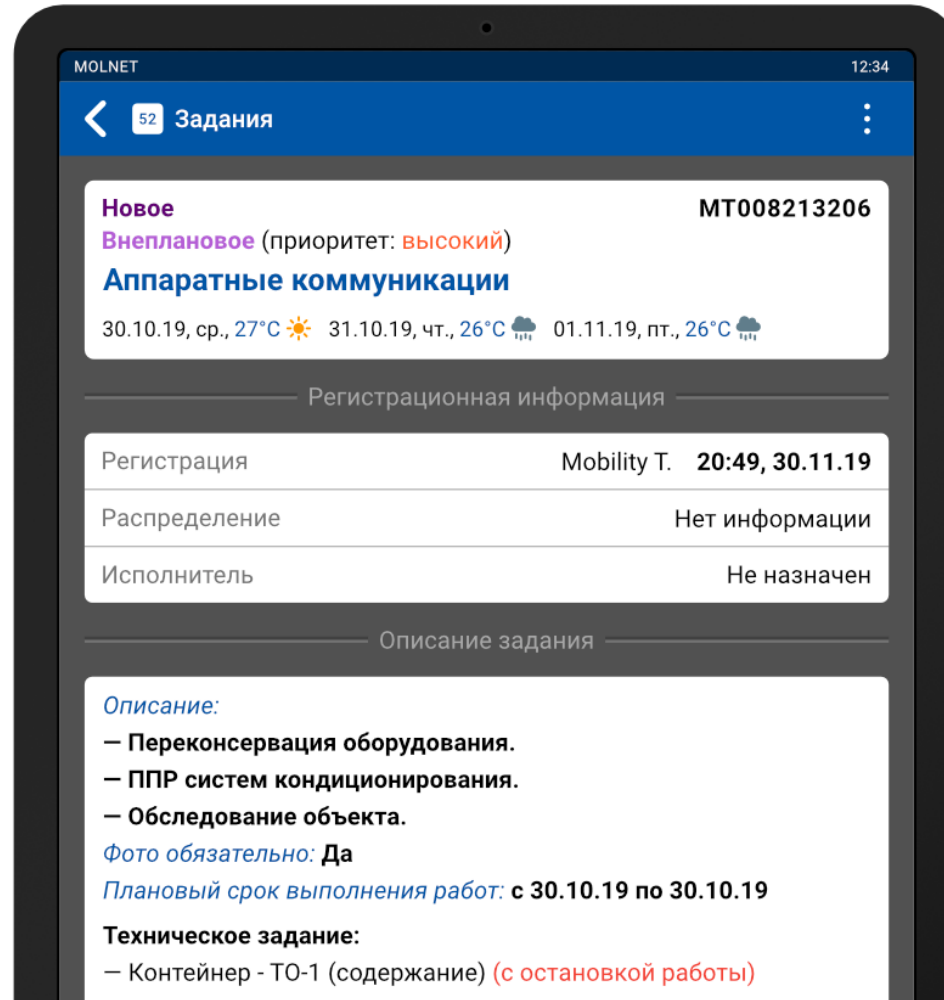 MOLNET 12:34
52 Задания
Новое MT008213206
Внеплановое (приоритет: высокий)
Аппаратные коммуникации
30.10.19, ср., 27°C 31.10.19, чт., 26°C 01.11.19, пт., 26°C
Регистрационная информация
Регистрация Mobility T. 20:49, 30.11.19
Распределение Нет информации
Исполнитель Не назначен
Описание задания
Описание:
— Переконсервация оборудования.
— ППР систем кондиционирования.
— Обследование объекта.
Фото обязательно: Да
Плановый срок выполнения работ: с 30.10.19 по 30.10.19
Техническое задание:
— Контейнер - ТО-1 (содержание) (с остановкой работы)